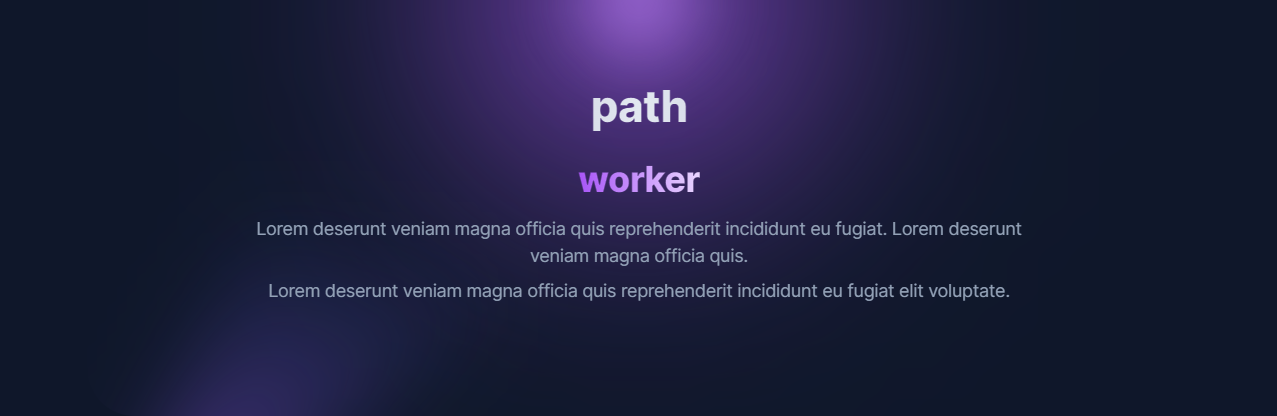 path
worker
Lorem deserunt veniam magna officia quis reprehenderit incididunt eu fugiat. Lorem deserunt
veniam magna officia quis.
Lorem deserunt veniam magna officia quis reprehenderit incididunt eu fugiat elit voluptate.